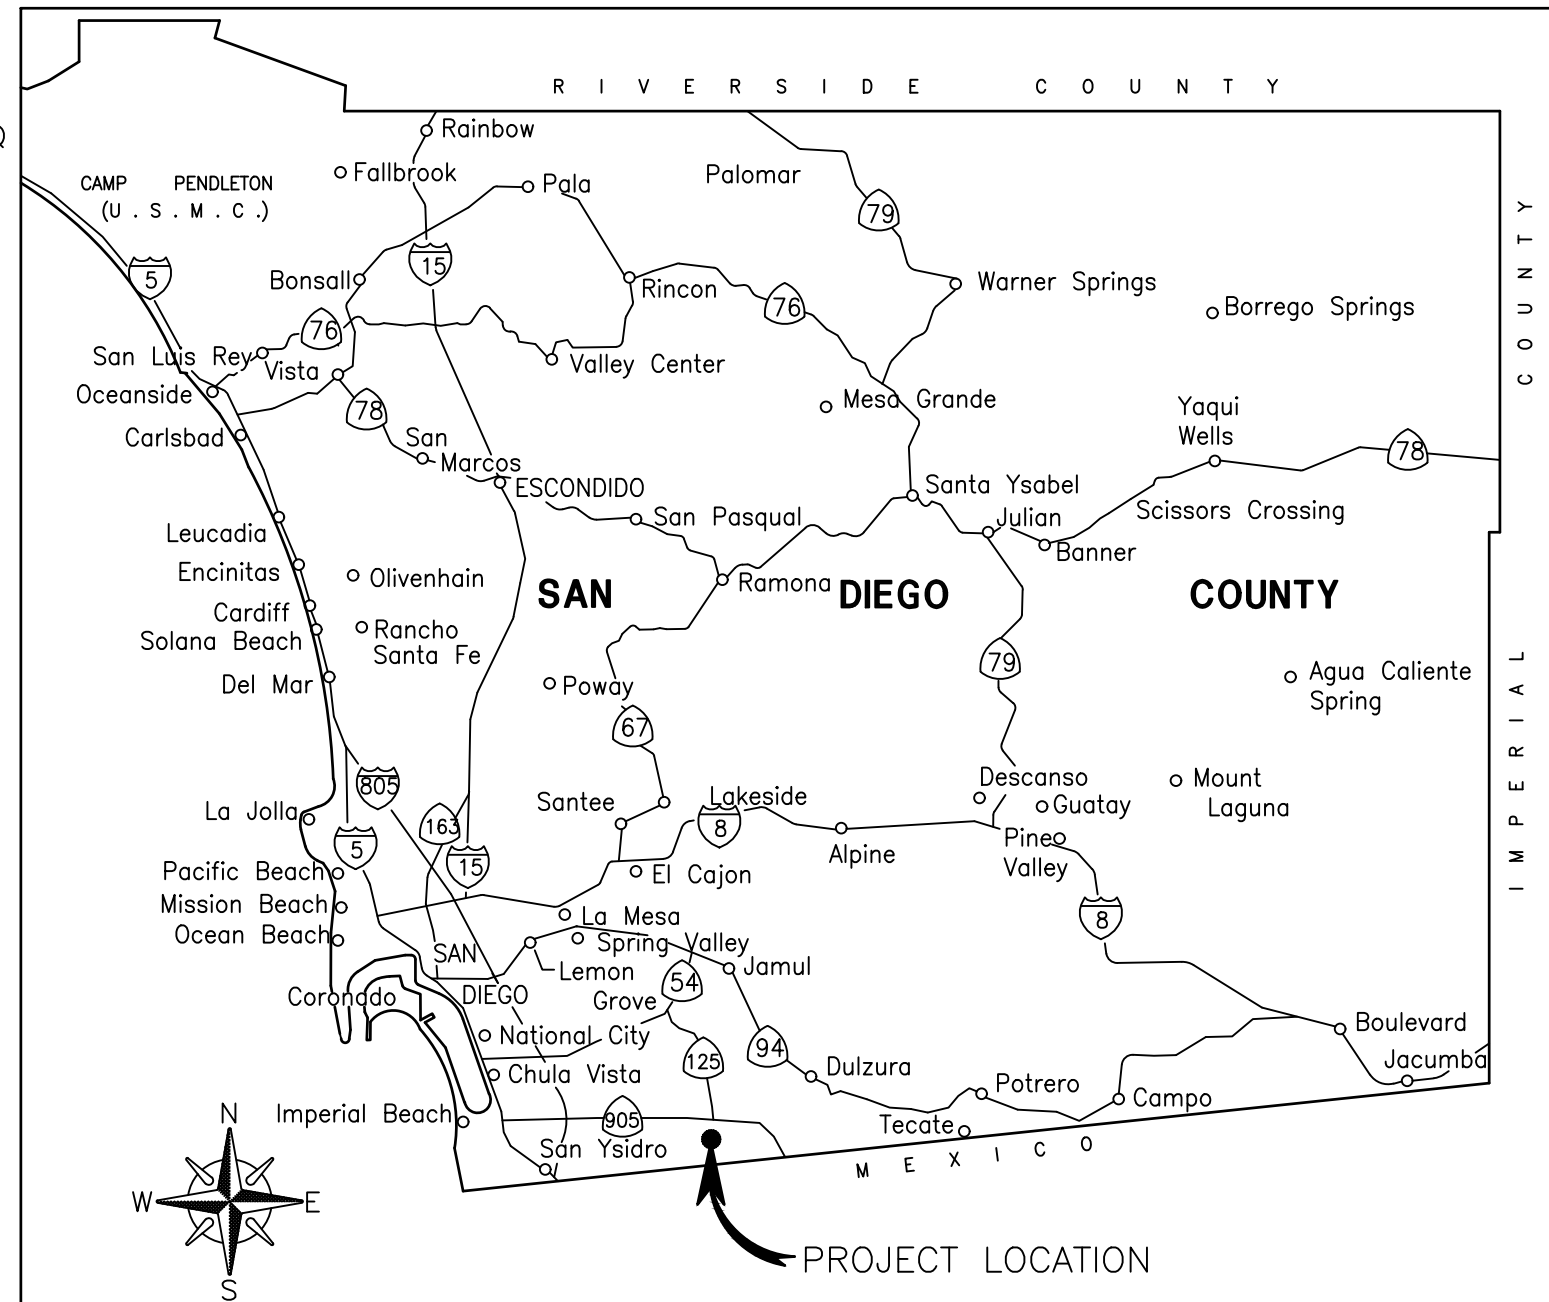 RIVERSIDE COUNTY
Rainbow
Fallbrook
CAMP PENDLETON
(U.S.M.C.)
Pala
Palomar
79
COUNTY
5
15
Bonsall
Rincon
Warner Springs
76
76
Borrego Springs
San Luis Rey
Vista
Valley Center
Oceanside
78
Mesa Grande
Carlsbad
San
Marcos
Yaqui
Wells
78
ESCONDIDO
Santa Ysabel
San Pasqual
Julian
Scissors Crossing
Leucadia
Banner
Encinitas
Olivenhain
Ramona
SAN DIEGO COUNTY
Cardiff
Solana Beach
Rancho
Santa Fe
79
Del Mar
Poway
Agua Caliente
Spring
IMPERIAL
67
805
Descanso
Mount
Laguna
Guatay
La Jolla
Santee
Lakeside
163
8
5
15
Alpine
Pine
Valley
Pacific Beach
El Cajon
Mission Beach
La Mesa
8
Ocean Beach
Spring Valley
SAN
DIEGO
Lemon
Grove
Jamul
54
Coronado
National City
94
Boulevard
125
Chula Vista
Dulzura
Jacumba
Potrero
Campo
Imperial Beach
905
Tecate
San Ysidro
MEXICO
N
W
E
S
PROJECT LOCATION